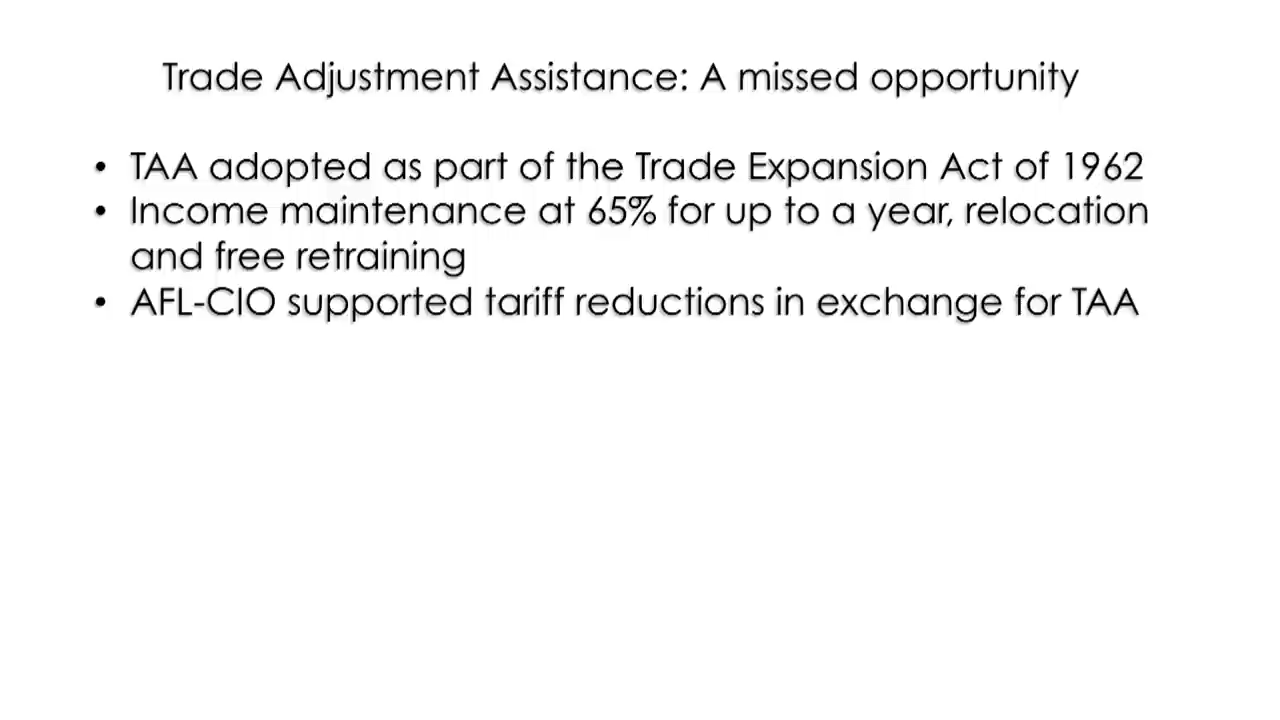 Trade Adjustment Assistance: A missed opportunity
• TAA adopted as part of the Trade Expansion Act of 1962
• Income maintenance at 65% for up to a year, relocation
and free retraining
• AFL-CIO supported tariff reductions in exchange for TAA